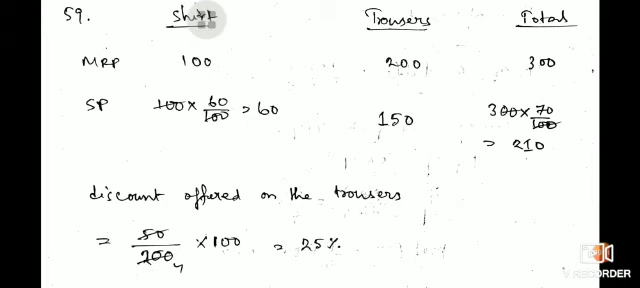 59. Shirt Trousers Total
MRP 100 200 300
SP 100 × 60/100 = 60 150 300 × 70/100
= 210
discount offered on the trousers
= 50/200 4 × 100 = 25%.
V RECORDER